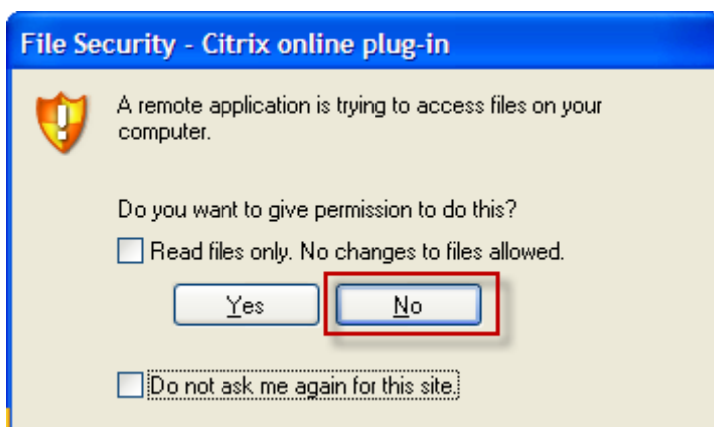 File Security - Citrix online plug-in
A remote application is trying to access files on your
computer.
Do you want to give permission to do this?
Read files only. No changes to files allowed.
Yes No
Do not ask me again for this site.